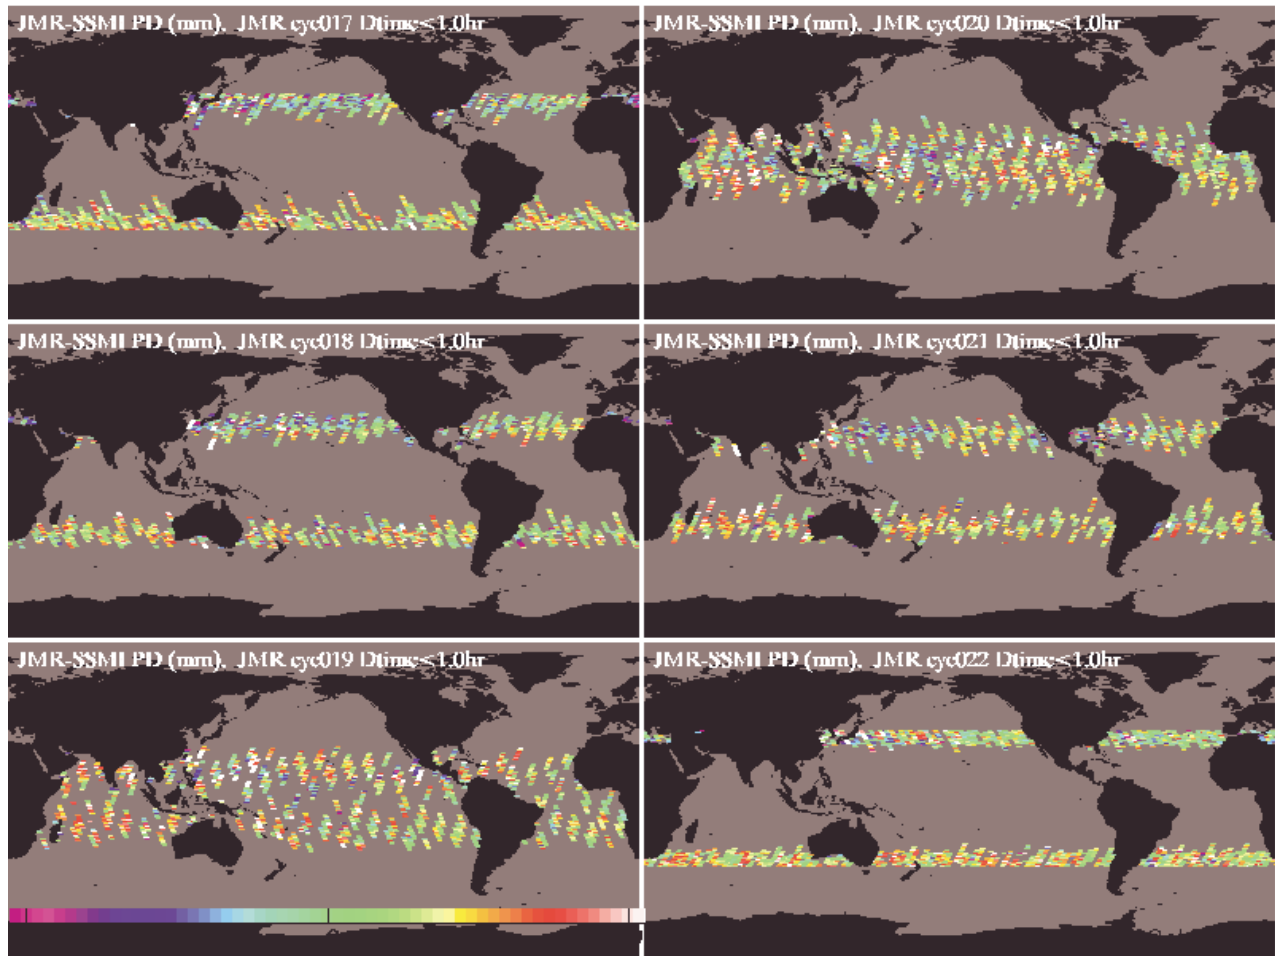 JMR-SSMI PD (mm), JMR cyc017 Dtime<1.0hr
JMR-SSMI PD (mm), JMR cyc020 Dtime<1.0hr
JMR-SSMI PD (mm), JMR cyc018 Dtime<1.0hr
JMR-SSMI PD (mm), JMR cyc021 Dtime<1.0hr
JMR-SSMI PD (mm), JMR cyc019 Dtime<1.0hr
JMR-SSMI PD (mm), JMR cyc022 Dtime<1.0hr